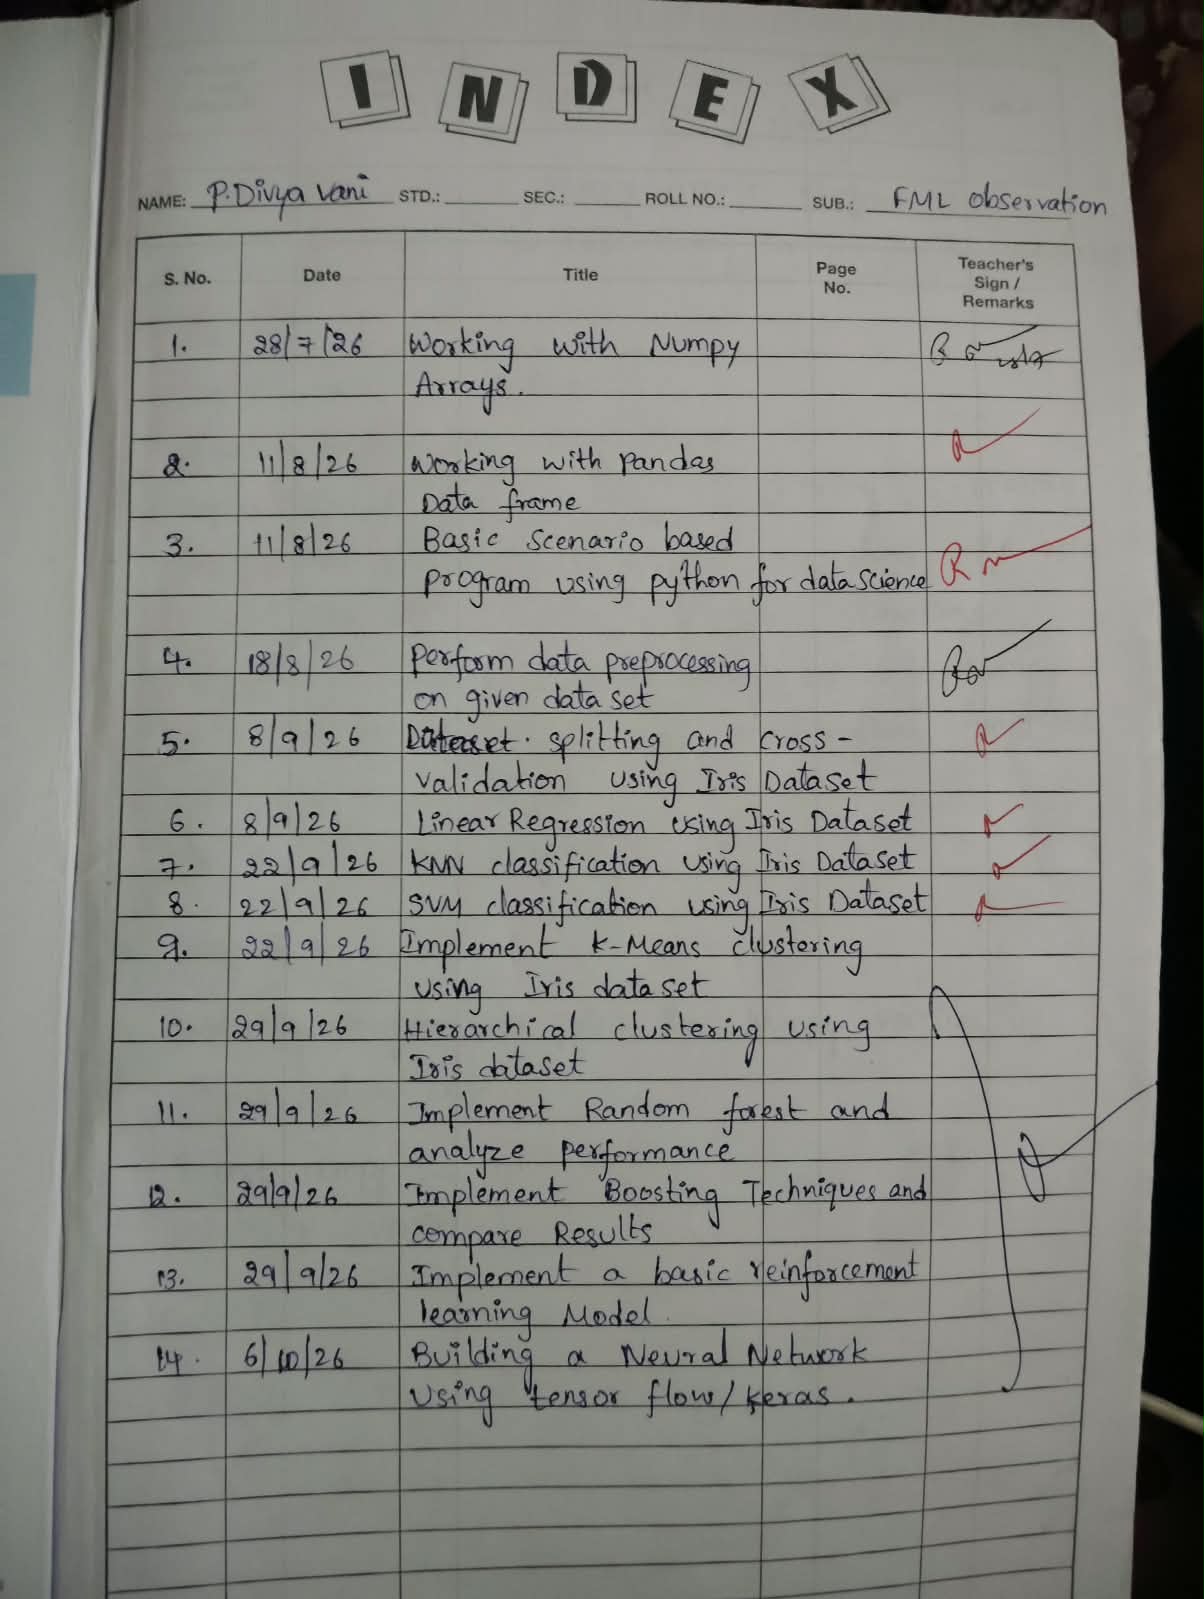 INDEX
NAME: P.Divya vani STD.: SEC.: ROLL NO.: SUB.: FML observation
S. No. Date Title Page No. Teacher's Sign / Remarks
1. 28/7/26 Working with Numpy
Arrays.
2. 11/8/26 Working with pandas
Data frame
3. 11/8/26 Basic Scenario based
program using python for data science
4. 18/8/26 perform data preprocessing
on given data set
5. 8/9/26 Dataset. splitting and cross-
validation using Iris Dataset
6. 8/9/26 Linear Regression using Iris Dataset
7. 22/9/26 KNN classification using Iris Dataset
8. 22/9/26 SVM classification using Iris Dataset
9. 22/9/26 Implement K-Means clustering
using Iris data set
10. 29/9/26 Hierarchical clustering using
Iris dataset
11. 29/9/26 Implement Random forest and
analyze performance
12. 29/9/26 Implement Boosting Techniques and
compare Results
13. 29/9/26 Implement a basic reinforcement
learning Model.
14. 6/10/26 Building a Neural Network
using tensor flow/keras.